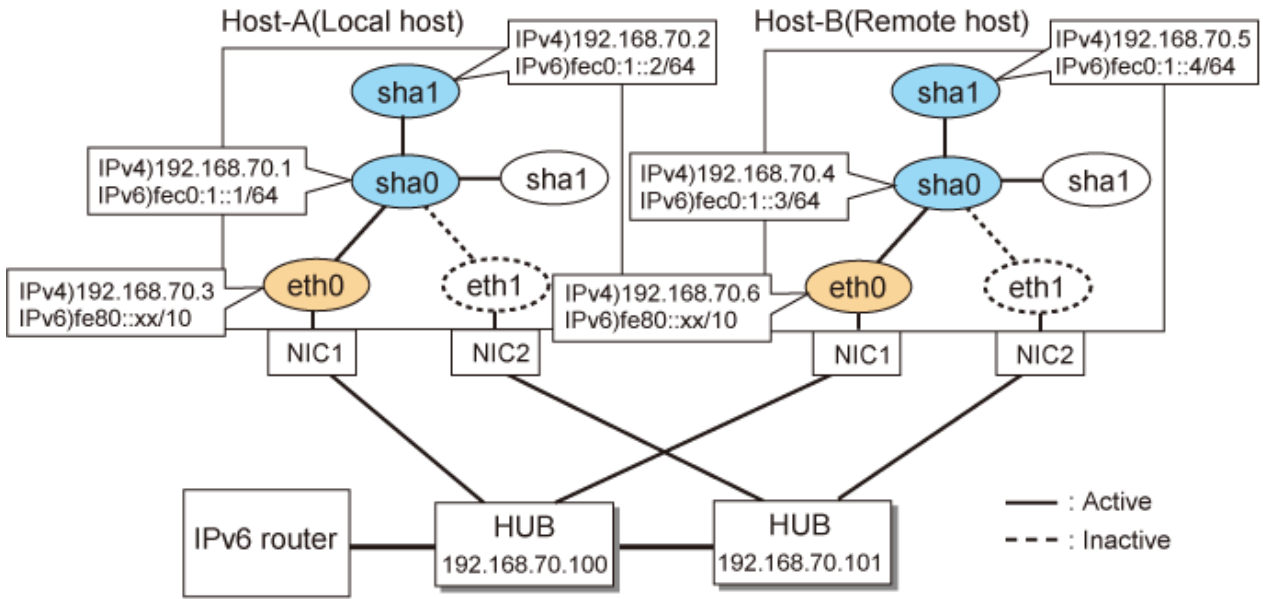 Host-A(Local host)
Host-B(Remote host)
IPv4)192.168.70.2
IPv6)fec0:1::2/64
IPv4)192.168.70.5
IPv6)fec0:1::4/64
sha1
sha1
IPv4)192.168.70.1
IPv6)fec0:1::1/64
sha0
sha1
IPv4)192.168.70.4
IPv6)fec0:1::3/64
sha0
sha1
IPv4)192.168.70.3
IPv6)fe80::xx/10
eth0
eth1
IPv4)192.168.70.6
IPv6)fe80::xx/10
eth0
eth1
NIC1
NIC2
NIC1
NIC2
IPv6 router
HUB
192.168.70.100
HUB
192.168.70.101
: Active
: Inactive